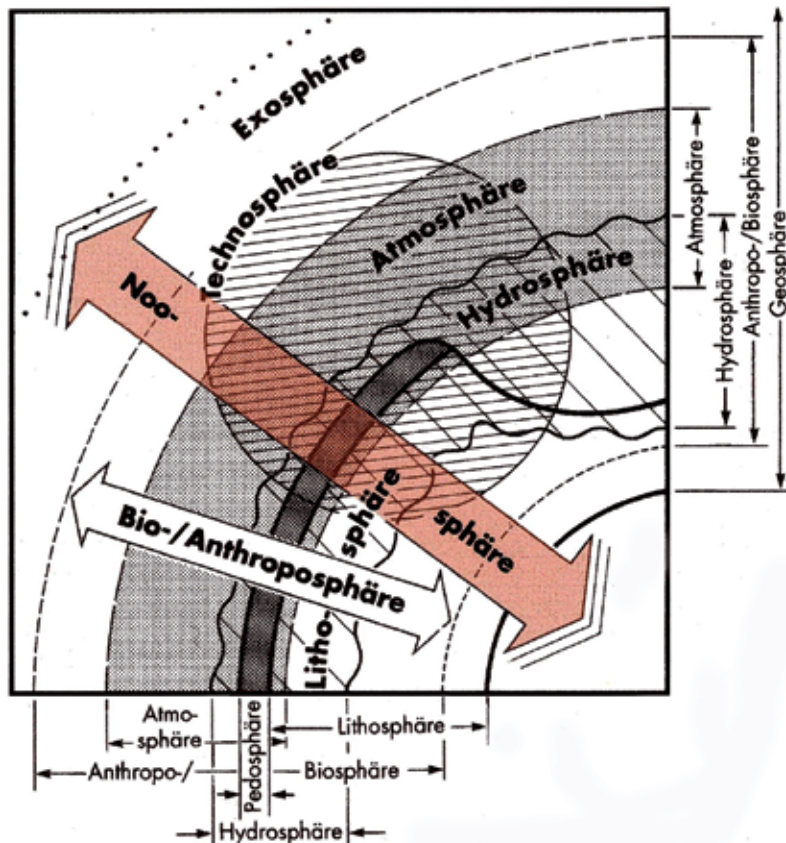 Exosphäre
Technosphäre
Atmosphäre
Hydrosphäre
Noo-
sphäre
Bio-/Anthroposphäre
Litho-
sphäre
Atmosphäre
Hydrosphäre
Anthropo-/Biosphäre
Geosphäre
Atmo-
sphäre
Pedosphäre
Lithosphäre
Anthropo-/
Biosphäre
Hydrosphäre